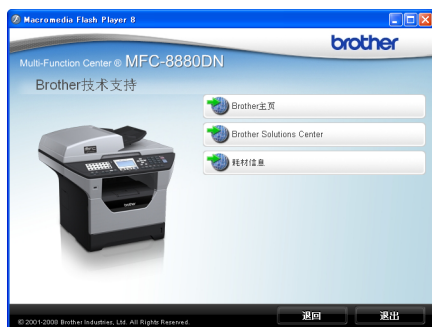 Macromedia Flash Player 8
brother
Multi-Function Center ® MFC-8880DN
Brother技术支持
Brother主页
Brother Solutions Center
耗材信息
© 2001-2009 Brother Industries, Ltd. All Rights Reserved.
退回
退出